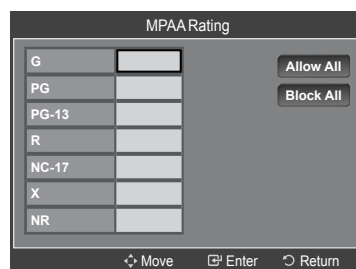 MPAA Rating
G
Allow All
PG
Block All
PG-13
R
NC-17
X
NR
Move Enter Return